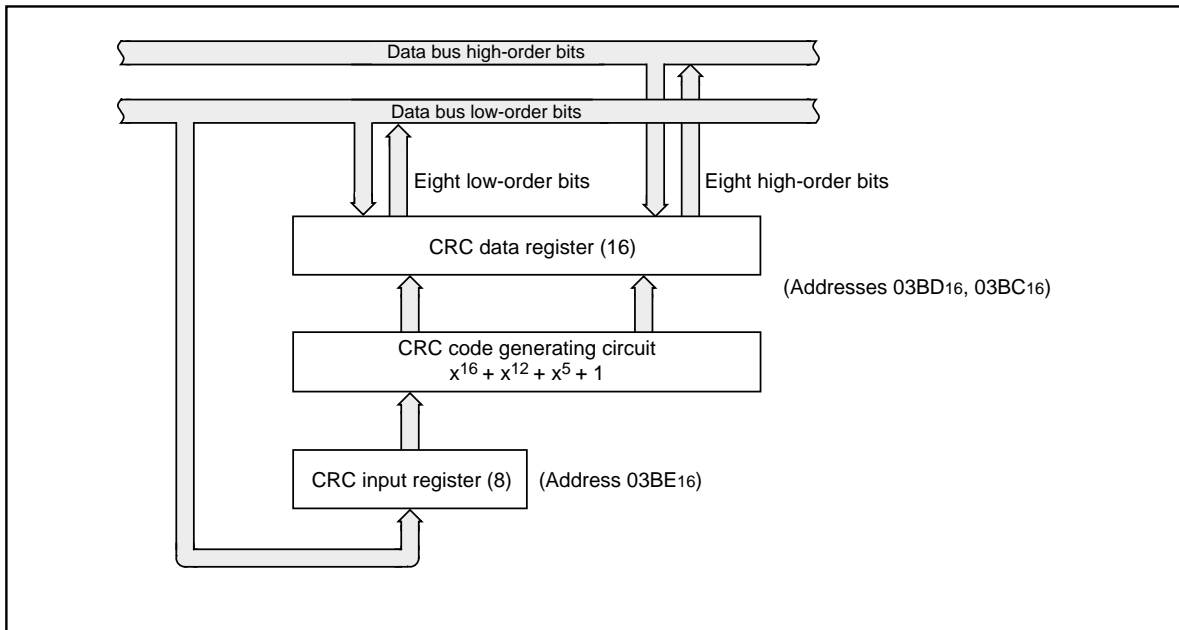 Data bus high-order bits
Data bus low-order bits
Eight low-order bits
Eight high-order bits
CRC data register (16)
(Addresses 03BD16, 03BC16)
CRC code generating circuit
x16 + x12 + x5 + 1
CRC input register (8)
(Address 03BE16)